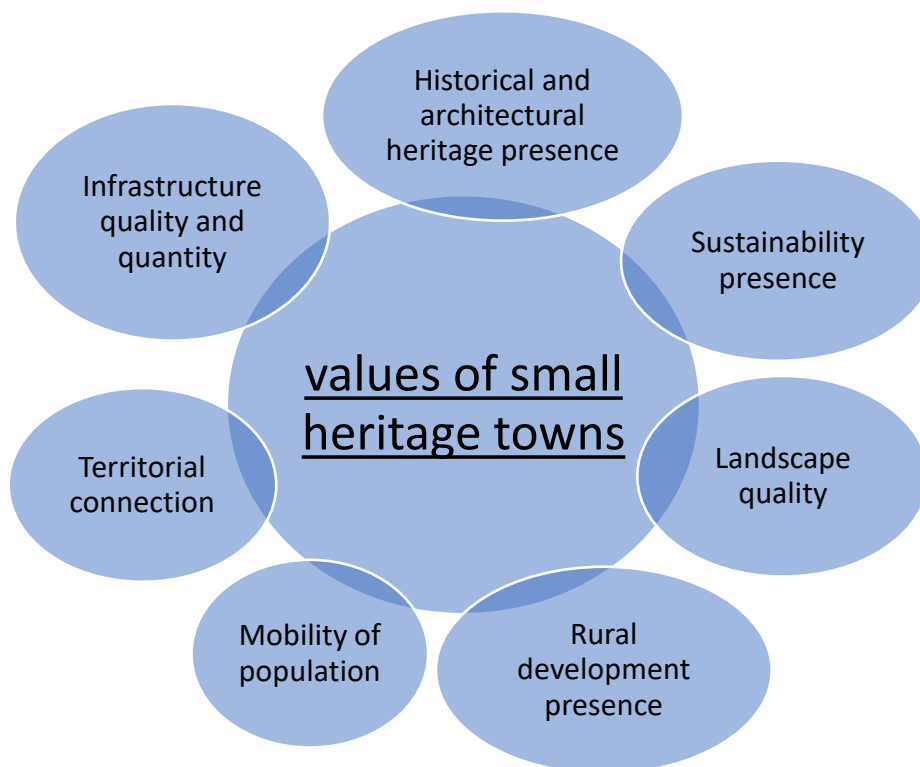 Historical and
architectural
heritage presence
Infrastructure
quality and
quantity
Sustainability
presence
values of small
heritage towns
Landscape
quality
Territorial
connection
Mobility of
population
Rural
development
presence